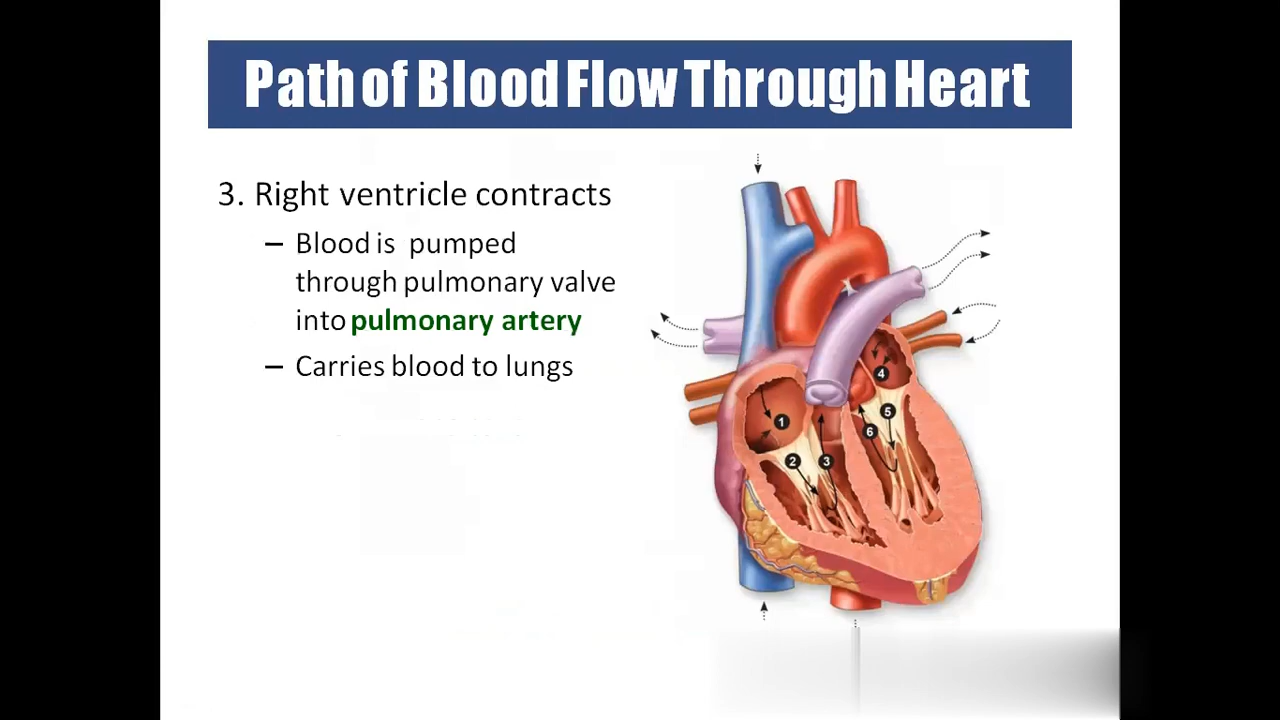 Path of Blood Flow Through Heart
3. Right ventricle contracts
– Blood is pumped
through pulmonary valve
into pulmonary artery
– Carries blood to lungs
4
1
5
6
2
3